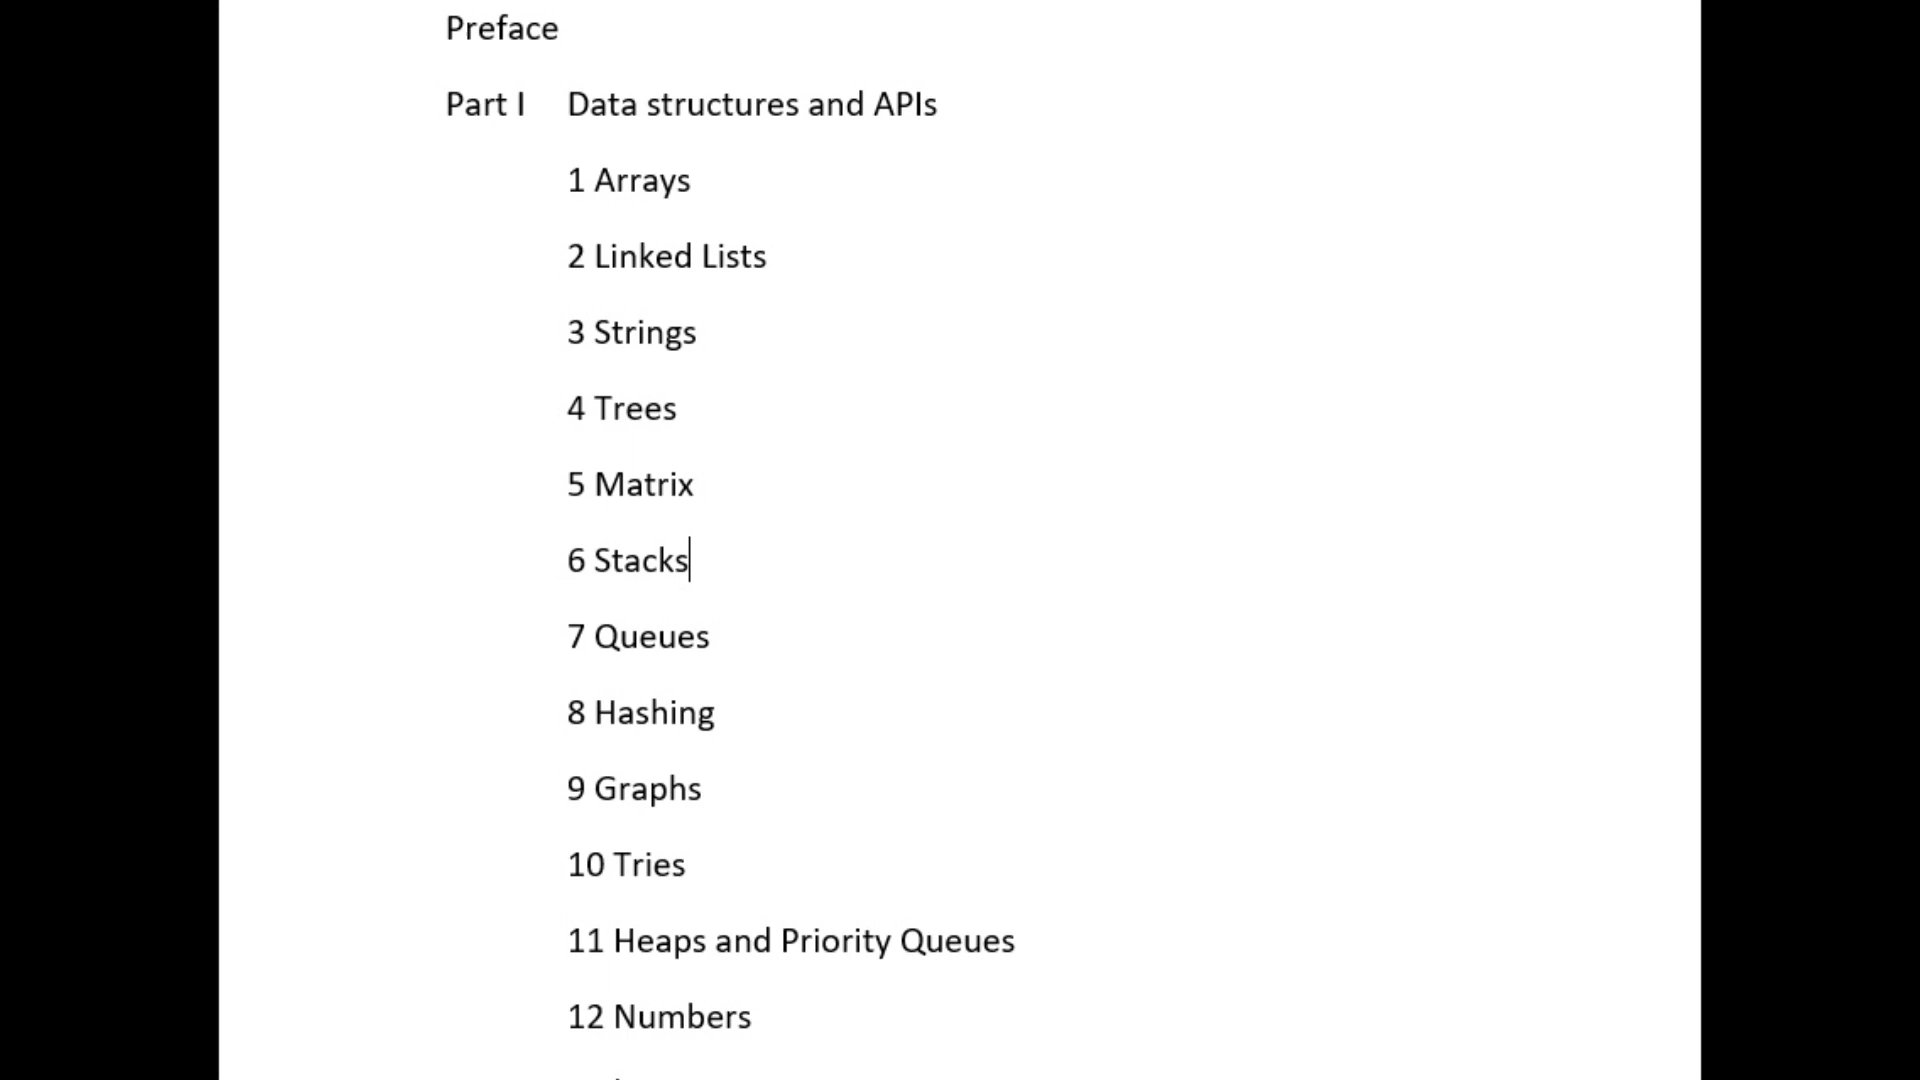 Preface
Part I Data structures and APIs
1 Arrays
2 Linked Lists
3 Strings
4 Trees
5 Matrix
6 Stacks
7 Queues
8 Hashing
9 Graphs
10 Tries
11 Heaps and Priority Queues
12 Numbers